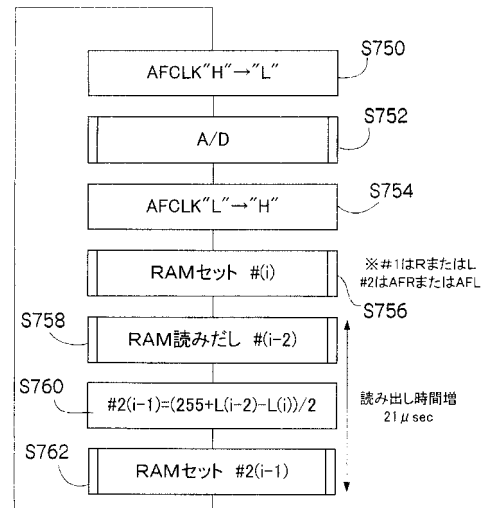 S750
AFCLK"H"→"L"
S752
A/D
S754
AFCLK"L"→"H"
RAMセット #(i)
※#1はRまたはL
#2はAFRまたはAFL
S756
S758
RAM読みだし #(i-2)
S760
#2(i-1)=(255+L(i-2)-L(i))/2
読み出し時間増
21μsec
S762
RAMセット #2(i-1)